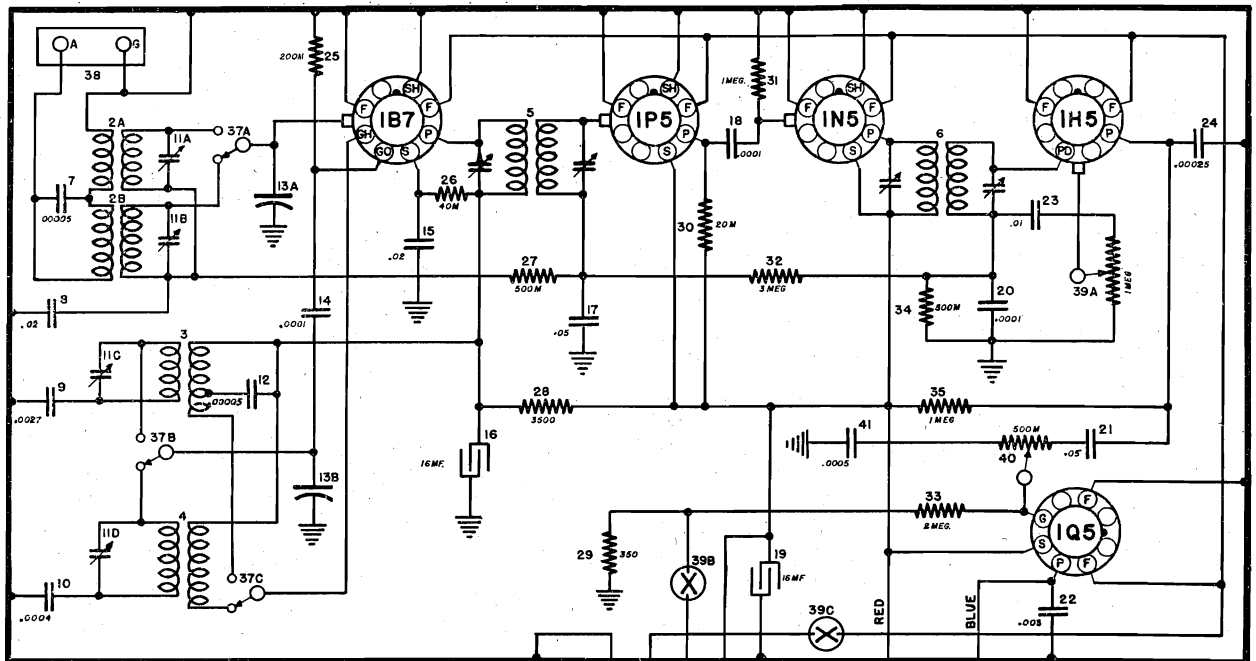 A G
38
200M 25
2A
11A
37A
7
.00005
2B
11B
13A
8
.02
14
.0001
F SH F GH P GO S
1B7
26
40M
15
.02
5
27
500M
17
.05
F SH F P S
1P5
1MEG. 31
18
.0001
30 20M
32
3 MEG
F SH F P S
1N5
6
F F PD
1H5
24
.00025
23
.01
39A
1MEG
34 800M
20
.0001
3
11C
9
.0027
12
.00005
37B
13B
4
11D
10
.0004
37C
28
3500
16
16MF.
35
1MEG
41
.0005
500M
40
21
.05
33
2 MEG.
G F S P F
1Q5
29 350
39B
19
16MF
39C
RED
BLUE
22
.003